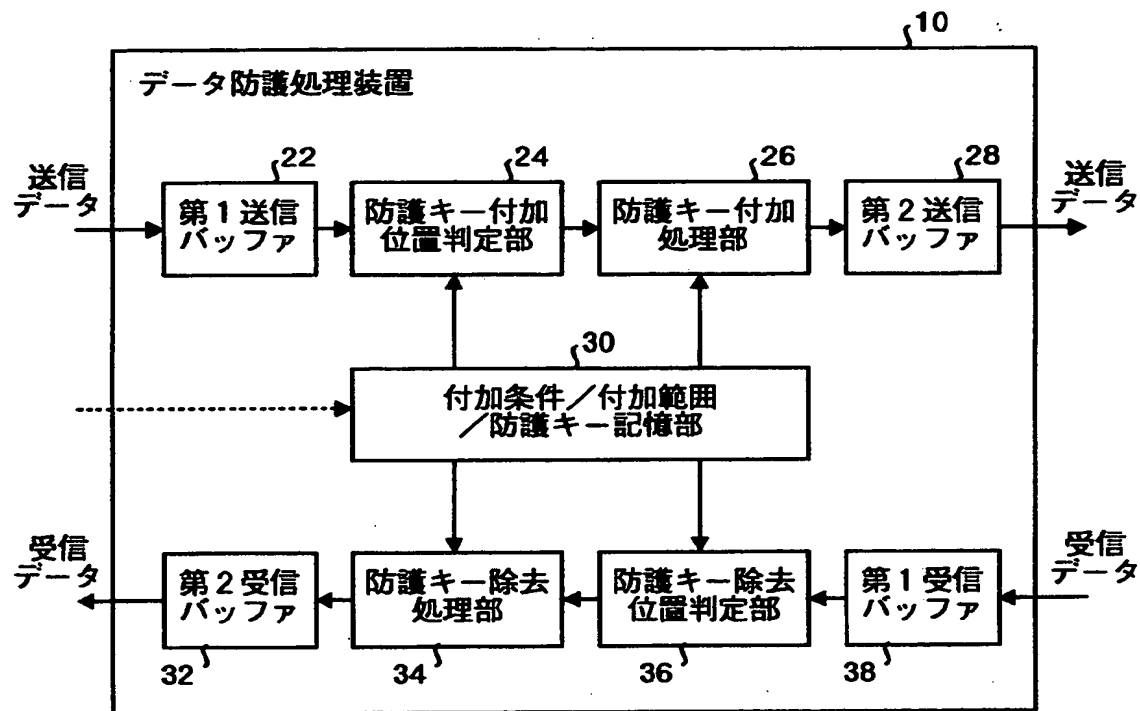 10
データ防護処理装置
22
24
26
28
送信
データ
第1送信
バッファ
防護キー付加
位置判定部
防護キー付加
処理部
第2送信
バッファ
送信
データ
30
付加条件/付加範囲
/防護キー記憶部
受信
データ
第2受信
バッファ
防護キー除去
処理部
防護キー除去
位置判定部
第1受信
バッファ
受信
データ
32
34
36
38